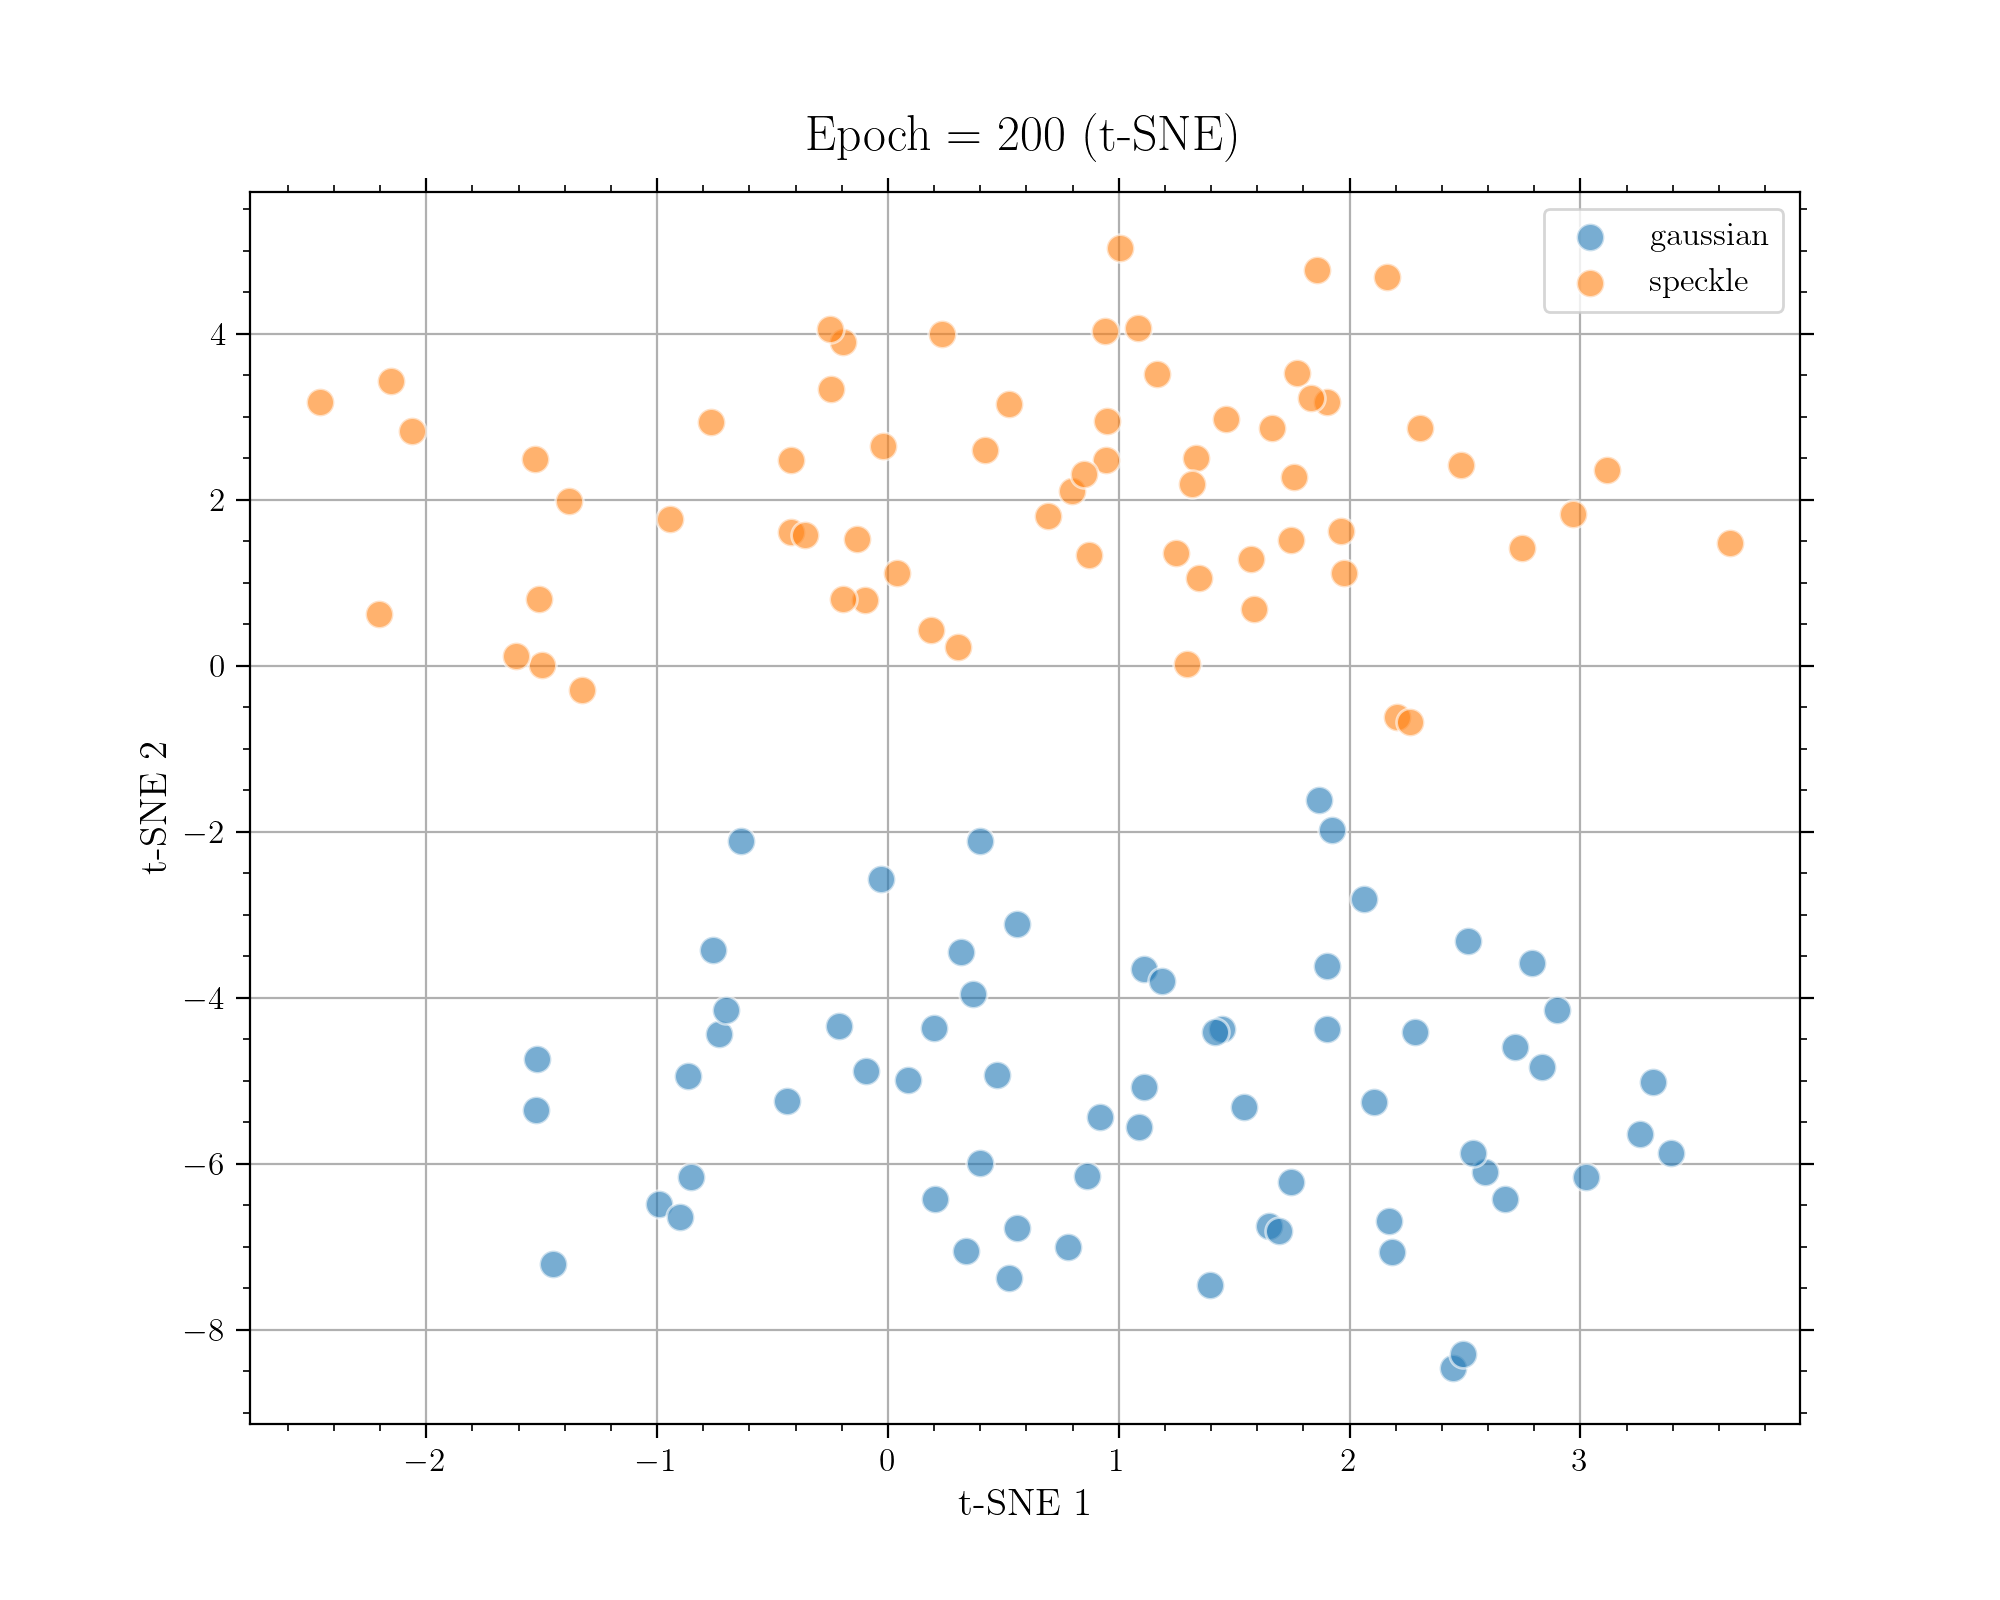 Epoch = 200 (t-SNE)
gaussian
speckle
4
2
0
−2
−4
−6
−8
t-SNE 2
−2 −1 0 1 2 3
t-SNE 1